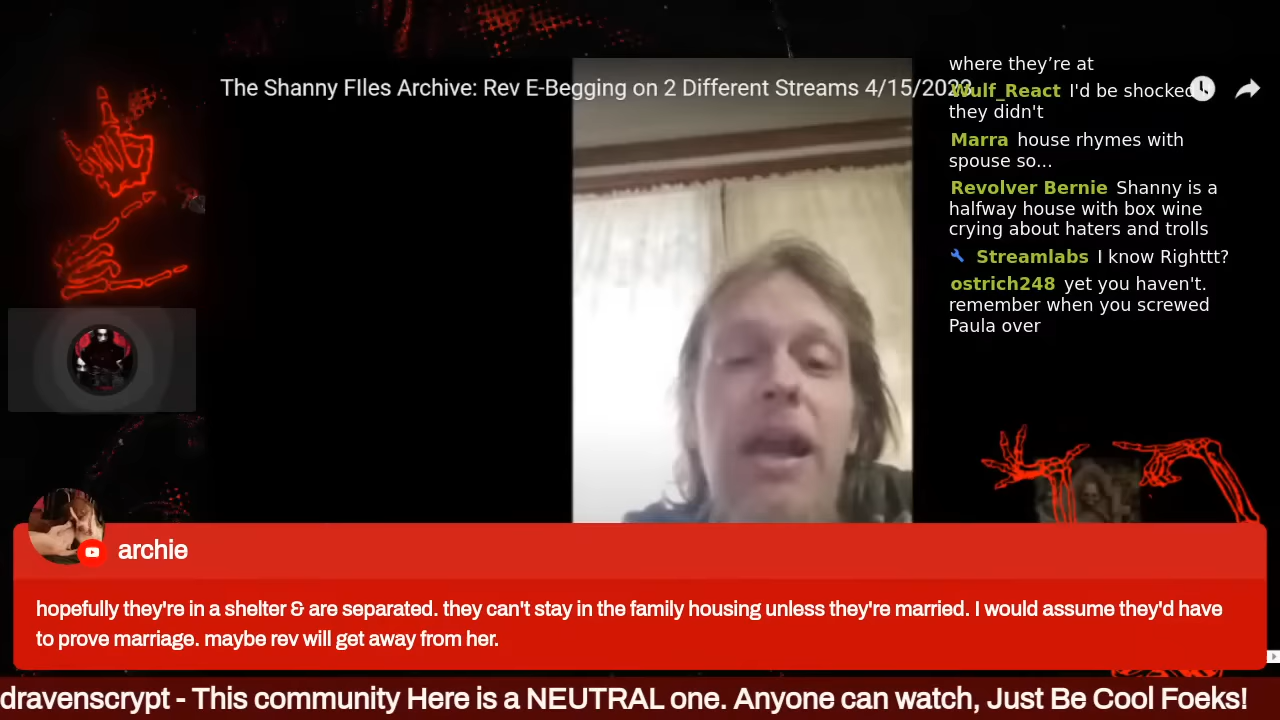 The Shanny FIles Archive: Rev E-Begging on 2 Different Streams 4/15/2023
where they’re at
Wulf_React I'd be shocked
they didn't
Marra house rhymes with
spouse so...
Revolver Bernie Shanny is a
halfway house with box wine
crying about haters and trolls
Streamlabs I know Righttt?
ostrich248 yet you haven't.
remember when you screwed
Paula over
archie
hopefully they're in a shelter & are separated. they can't stay in the family housing unless they're married. I would assume they'd have
to prove marriage. maybe rev will get away from her.
dravenscrypt - This community Here is a NEUTRAL one. Anyone can watch, Just Be Cool Foeks!